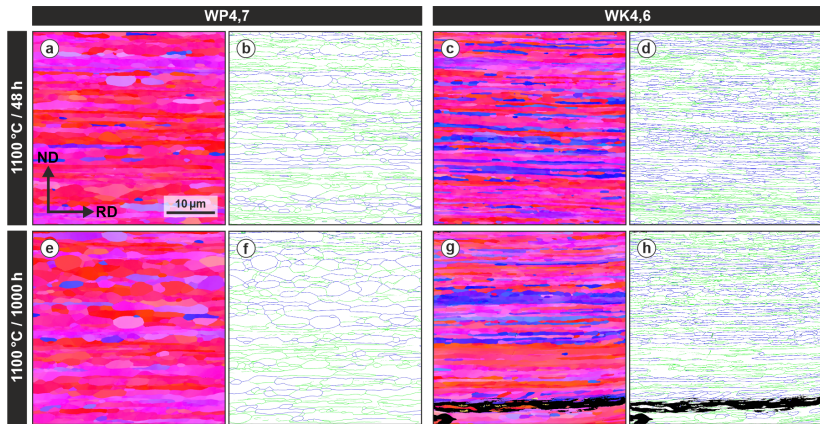 WP4,7
WK4,6
1100 °C / 48 h
a
b
c
d
ND
RD
10 µm
1100 °C / 1000 h
e
f
g
h